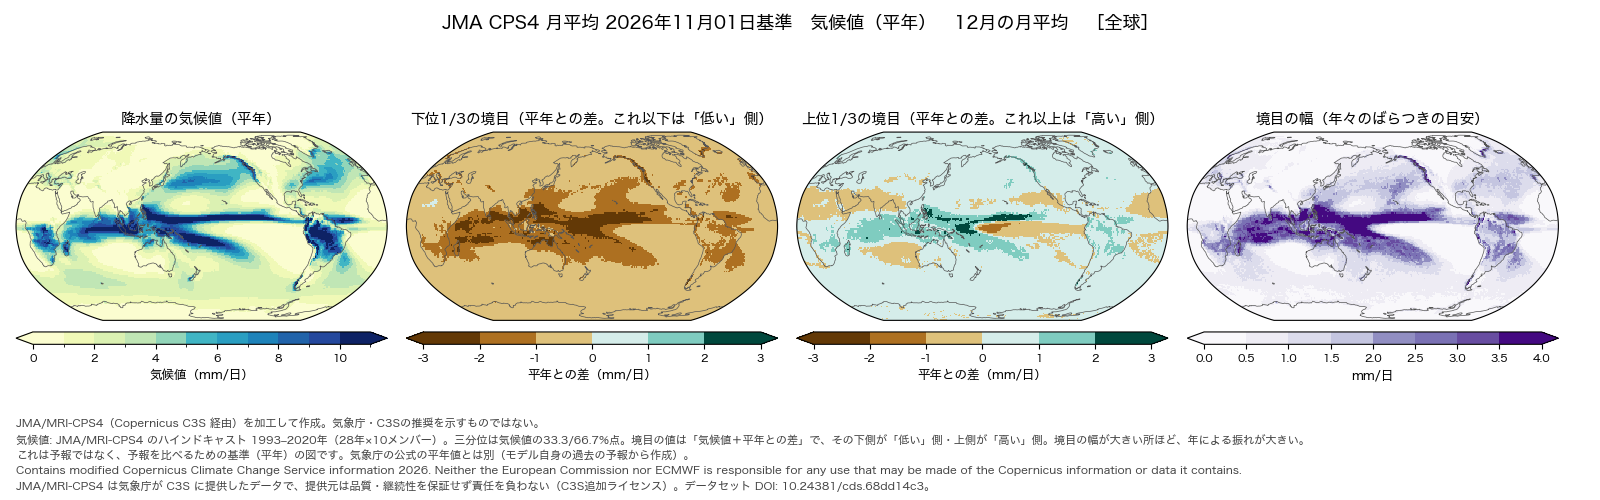 JMA CPS4 月平均 2026年11月01日基準　気候値（平年）　12月の月平均　［全球］
降水量の気候値（平年）
下位1/3の境目（平年との差。これ以下は「低い」側）
上位1/3の境目（平年との差。これ以上は「高い」側）
境目の幅（年々のばらつきの目安）
0 2 4 6 8 10
-3 -2 -1 0 1 2 3
-3 -2 -1 0 1 2 3
0.0 0.5 1.0 1.5 2.0 2.5 3.0 3.5 4.0
気候値（mm/日）
平年との差（mm/日）
平年との差（mm/日）
mm/日
JMA/MRI-CPS4（Copernicus C3S 経由）を加工して作成。気象庁・C3Sの推奨を示すものではない。
気候値: JMA/MRI-CPS4 のハインドキャスト 1993–2020年（28年×10メンバー）。三分位は気候値の33.3/66.7%点。境目の値は「気候値＋平年との差」で、その下側が「低い」側・上側が「高い」側。境目の幅が大きい所ほど、年による振れが大きい。
これは予報ではなく、予報を比べるための基準（平年）の図です。気象庁の公式の平年値とは別（モデル自身の過去の予報から作成）。
Contains modified Copernicus Climate Change Service information 2026. Neither the European Commission nor ECMWF is responsible for any use that may be made of the Copernicus information or data it contains.
JMA/MRI-CPS4 は気象庁が C3S に提供したデータで、提供元は品質・継続性を保証せず責任を負わない（C3S追加ライセンス）。データセット DOI: 10.24381/cds.68dd14c3。